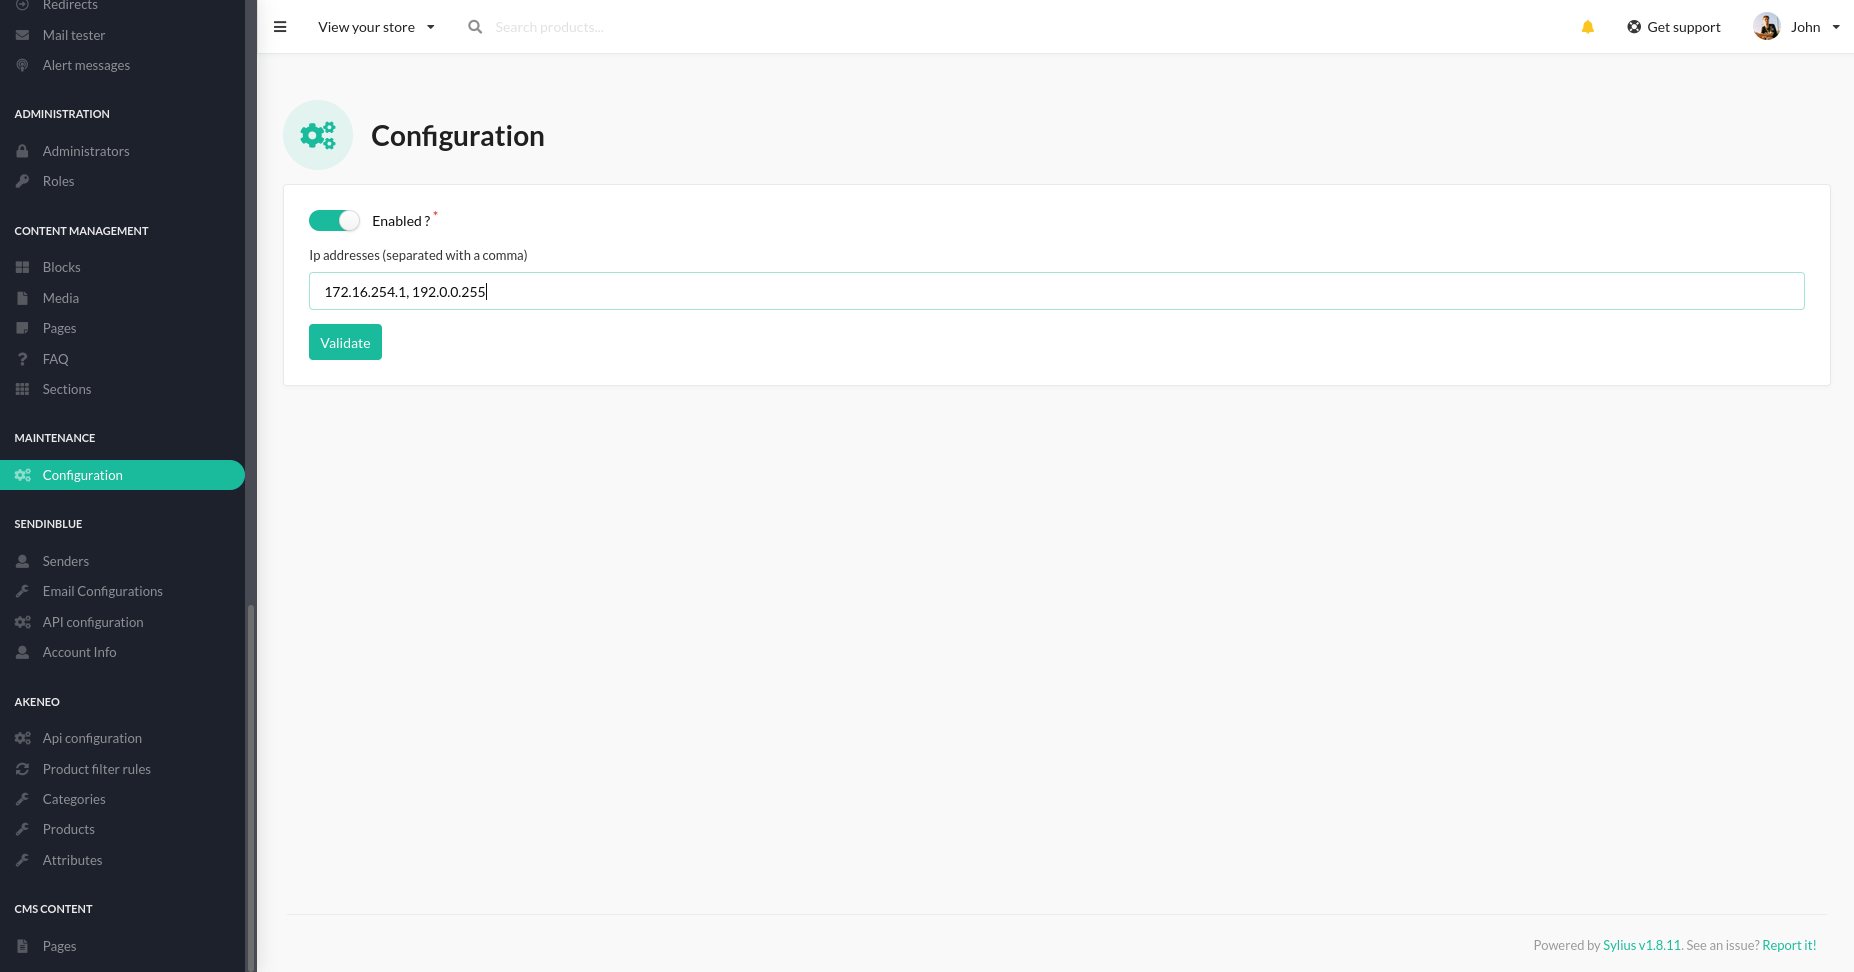 Redirects
Mail tester
Alert messages
ADMINISTRATION
Administrators
Roles
CONTENT MANAGEMENT
Blocks
Media
Pages
FAQ
Sections
MAINTENANCE
Configuration
SENDINBLUE
Senders
Email Configurations
API configuration
Account Info
AKENEO
Api configuration
Product filter rules
Categories
Products
Attributes
CMS CONTENT
Pages
View your store
Search products...
Get support
John
Configuration
Enabled ? *
Ip addresses (separated with a comma)
172.16.254.1, 192.0.0.255
Validate
Powered by Sylius v1.8.11. See an issue? Report it!